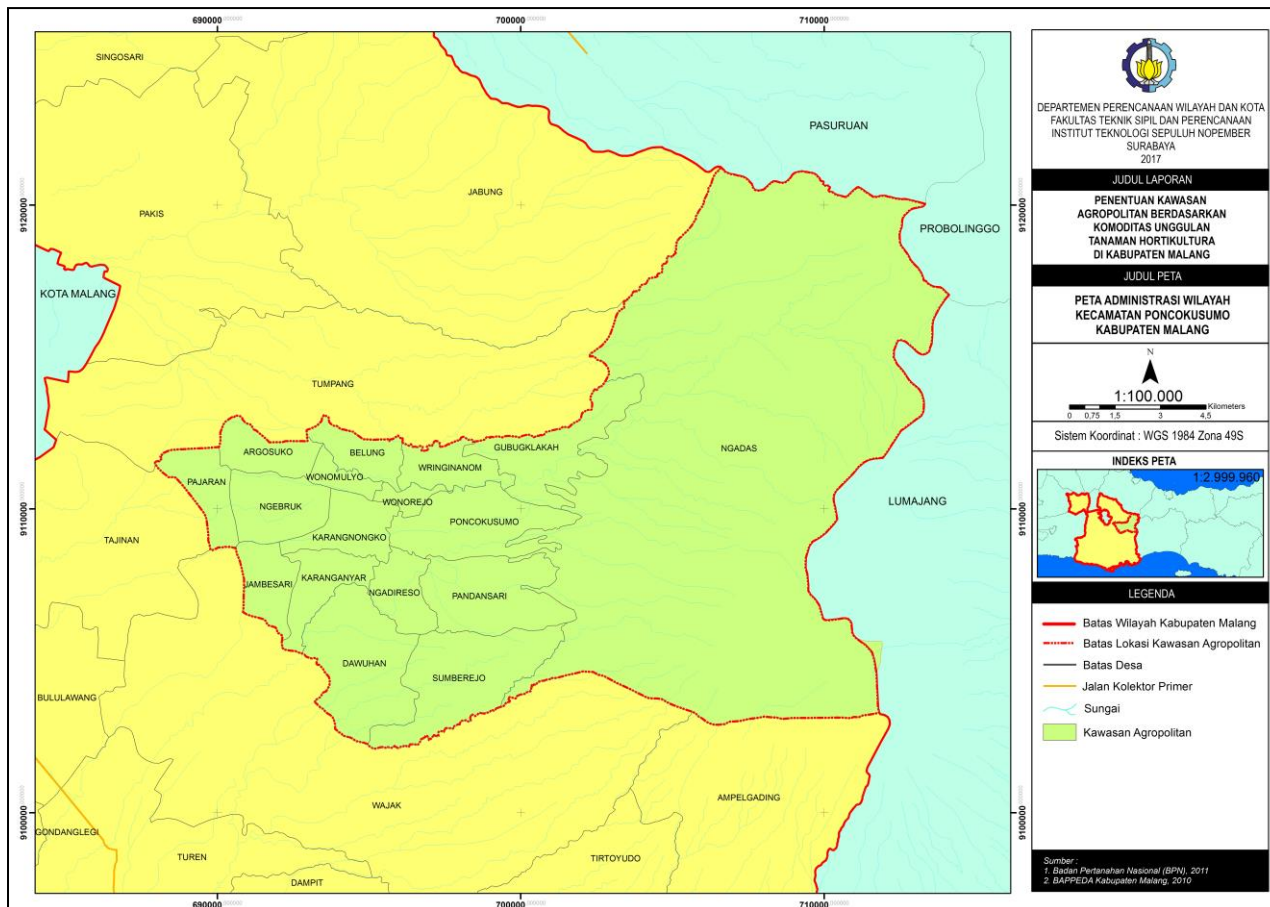 690000
700000
710000
SINGOSARI
PASURUAN
JABUNG
9120000
9120000
PAKIS
PROBOLINGGO
KOTA MALANG
TUMPANG
ARGOSUKO
BELUNG
GUBUGKLAKAH
NGADAS
WRINGINANOM
PAJARAN
WONOMULYO
LUMAJANG
NGEBRUK
WONOREJO
9110000
9110000
PONCOKUSUMO
TAJINAN
KARANGNONGKO
JAMBESARI
KARANGANYAR
NGADIRESO
PANDANSARI
DAWUHAN
SUMBEREJO
BULULAWANG
AMPELGADING
WAJAK
9100000
9100000
GONDANGLEGI
TUREN
TIRTOYUDO
DAMPIT
690000
700000
710000
DEPARTEMEN PERENCANAAN WILAYAH DAN KOTA
FAKULTAS TEKNIK SIPIL DAN PERENCANAAN
INSTITUT TEKNOLOGI SEPULUH NOPEMBER
SURABAYA
2017
JUDUL LAPORAN
PENENTUAN KAWASAN
AGROPOLITAN BERDASARKAN
KOMODITAS UNGGULAN
TANAMAN HORTIKULTURA
DI KABUPATEN MALANG
JUDUL PETA
PETA ADMINISTRASI WILAYAH
KECAMATAN PONCOKUSUMO
KABUPATEN MALANG
N
1:100.000
Kilometers
0 0,75 1,5 3 4,5
Sistem Koordinat : WGS 1984 Zona 49S
INDEKS PETA
1:2.999.960
LEGENDA
Batas Wilayah Kabupaten Malang
Batas Lokasi Kawasan Agropolitan
Batas Desa
Jalan Kolektor Primer
Sungai
Kawasan Agropolitan
Sumber :
1. Badan Pertanahan Nasional (BPN), 2011
2. BAPPEDA Kabupaten Malang, 2010